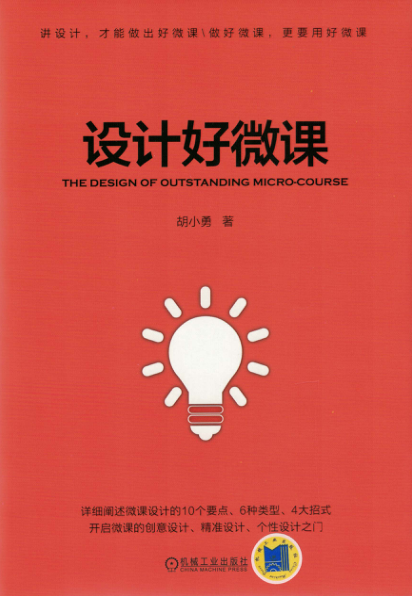 讲设计，才能做出好微课\做好微课，更要用好微课
设计好微课
THE DESIGN OF OUTSTANDING MICRO-COURSE
胡小勇 著
详细阐述微课设计的10个要点、6种类型、4大招式
开启微课的创意设计、精准设计、个性设计之门
机械工业出版社
CHINA MACHINE PRESS